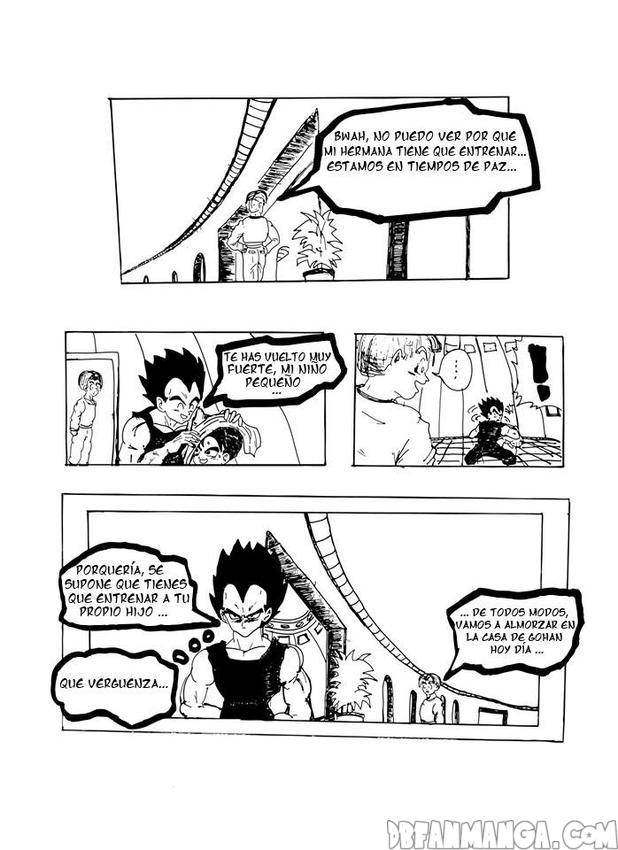 BWAH, NO PUEDO VER POR QUE
MI HERMANA TIENE QUE ENTRENAR...
ESTAMOS EN TIEMPOS DE PAZ...
TE HAS VUELTO MUY
FUERTE, MI NIÑO
PEQUEÑO
...
...
!
PORQUERÍA, SE
SUPONE QUE TIENES
QUE ENTRENAR A TU
PROPIO HIJO ...
QUE VERGUENZA...
... DE TODOS MODOS,
VAMOS A ALMORZAR EN
LA CASA DE GOHAN
HOY DÍA ...
DBFANMANGA.COM